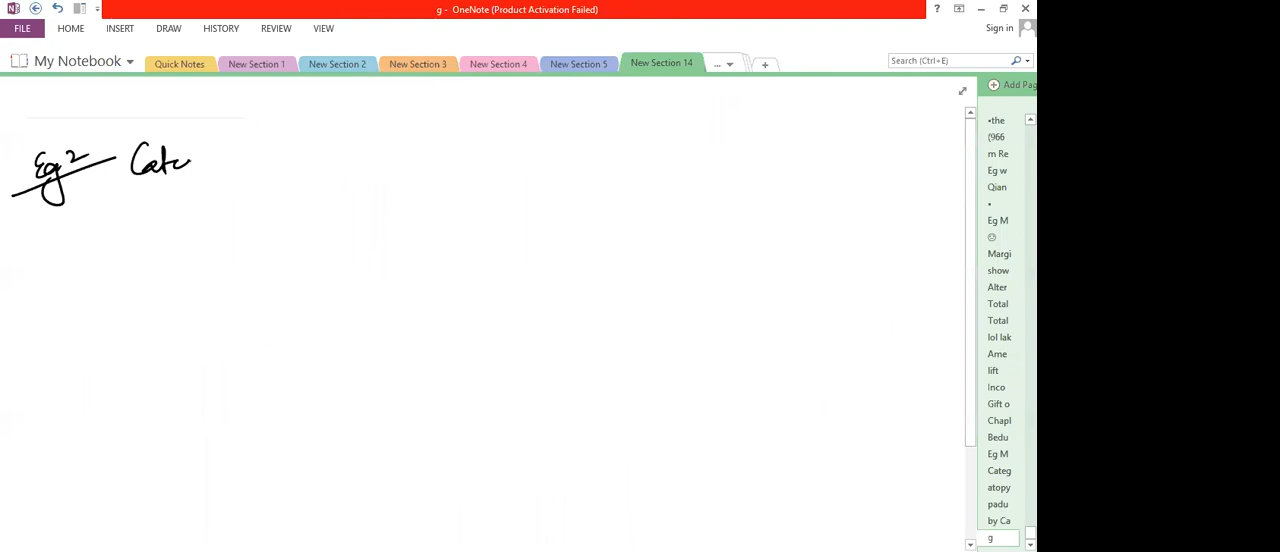 g - OneNote (Product Activation Failed)
?
FILE HOME INSERT DRAW HISTORY REVIEW VIEW Sign in
My Notebook Quick Notes New Section 1 New Section 2 New Section 3 New Section 4 New Section 5 New Section 14 ... + Search (Ctrl+E)
Add Pag
Eg 2 Cate
•the
(966
m Re
Eg w
Qian
•
Eg M
Margi
show
Alter
Total
Total
lol lak
Ame
lift
Inco
Gift o
Chapl
Bedu
Eg M
Categ
atopy
padu
by Ca
g